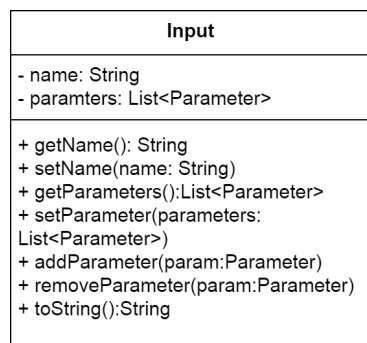 Input
- name: String
- paramters: List<Parameter>
+ getName(): String
+ setName(name: String)
+ getParameters():List<Parameter>
+ setParameter(parameters:
List<Parameter>)
+ addParameter(param:Parameter)
+ removeParameter(param:Parameter)
+ toString():String